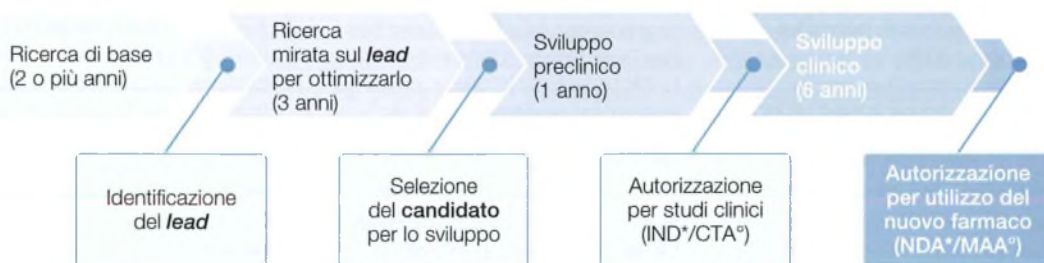 Ricerca di base
(2 o più anni)
Ricerca
mirata sul lead
per ottimizzarlo
(3 anni)
Sviluppo
preclinico
(1 anno)
Sviluppo
clinico
(6 anni)
Identificazione
del lead
Selezione
del candidato
per lo sviluppo
Autorizzazione
per studi clinici
(IND*/CTA°)
Autorizzazione
per utilizzo del
nuovo farmaco
(NDA*/MAA°)